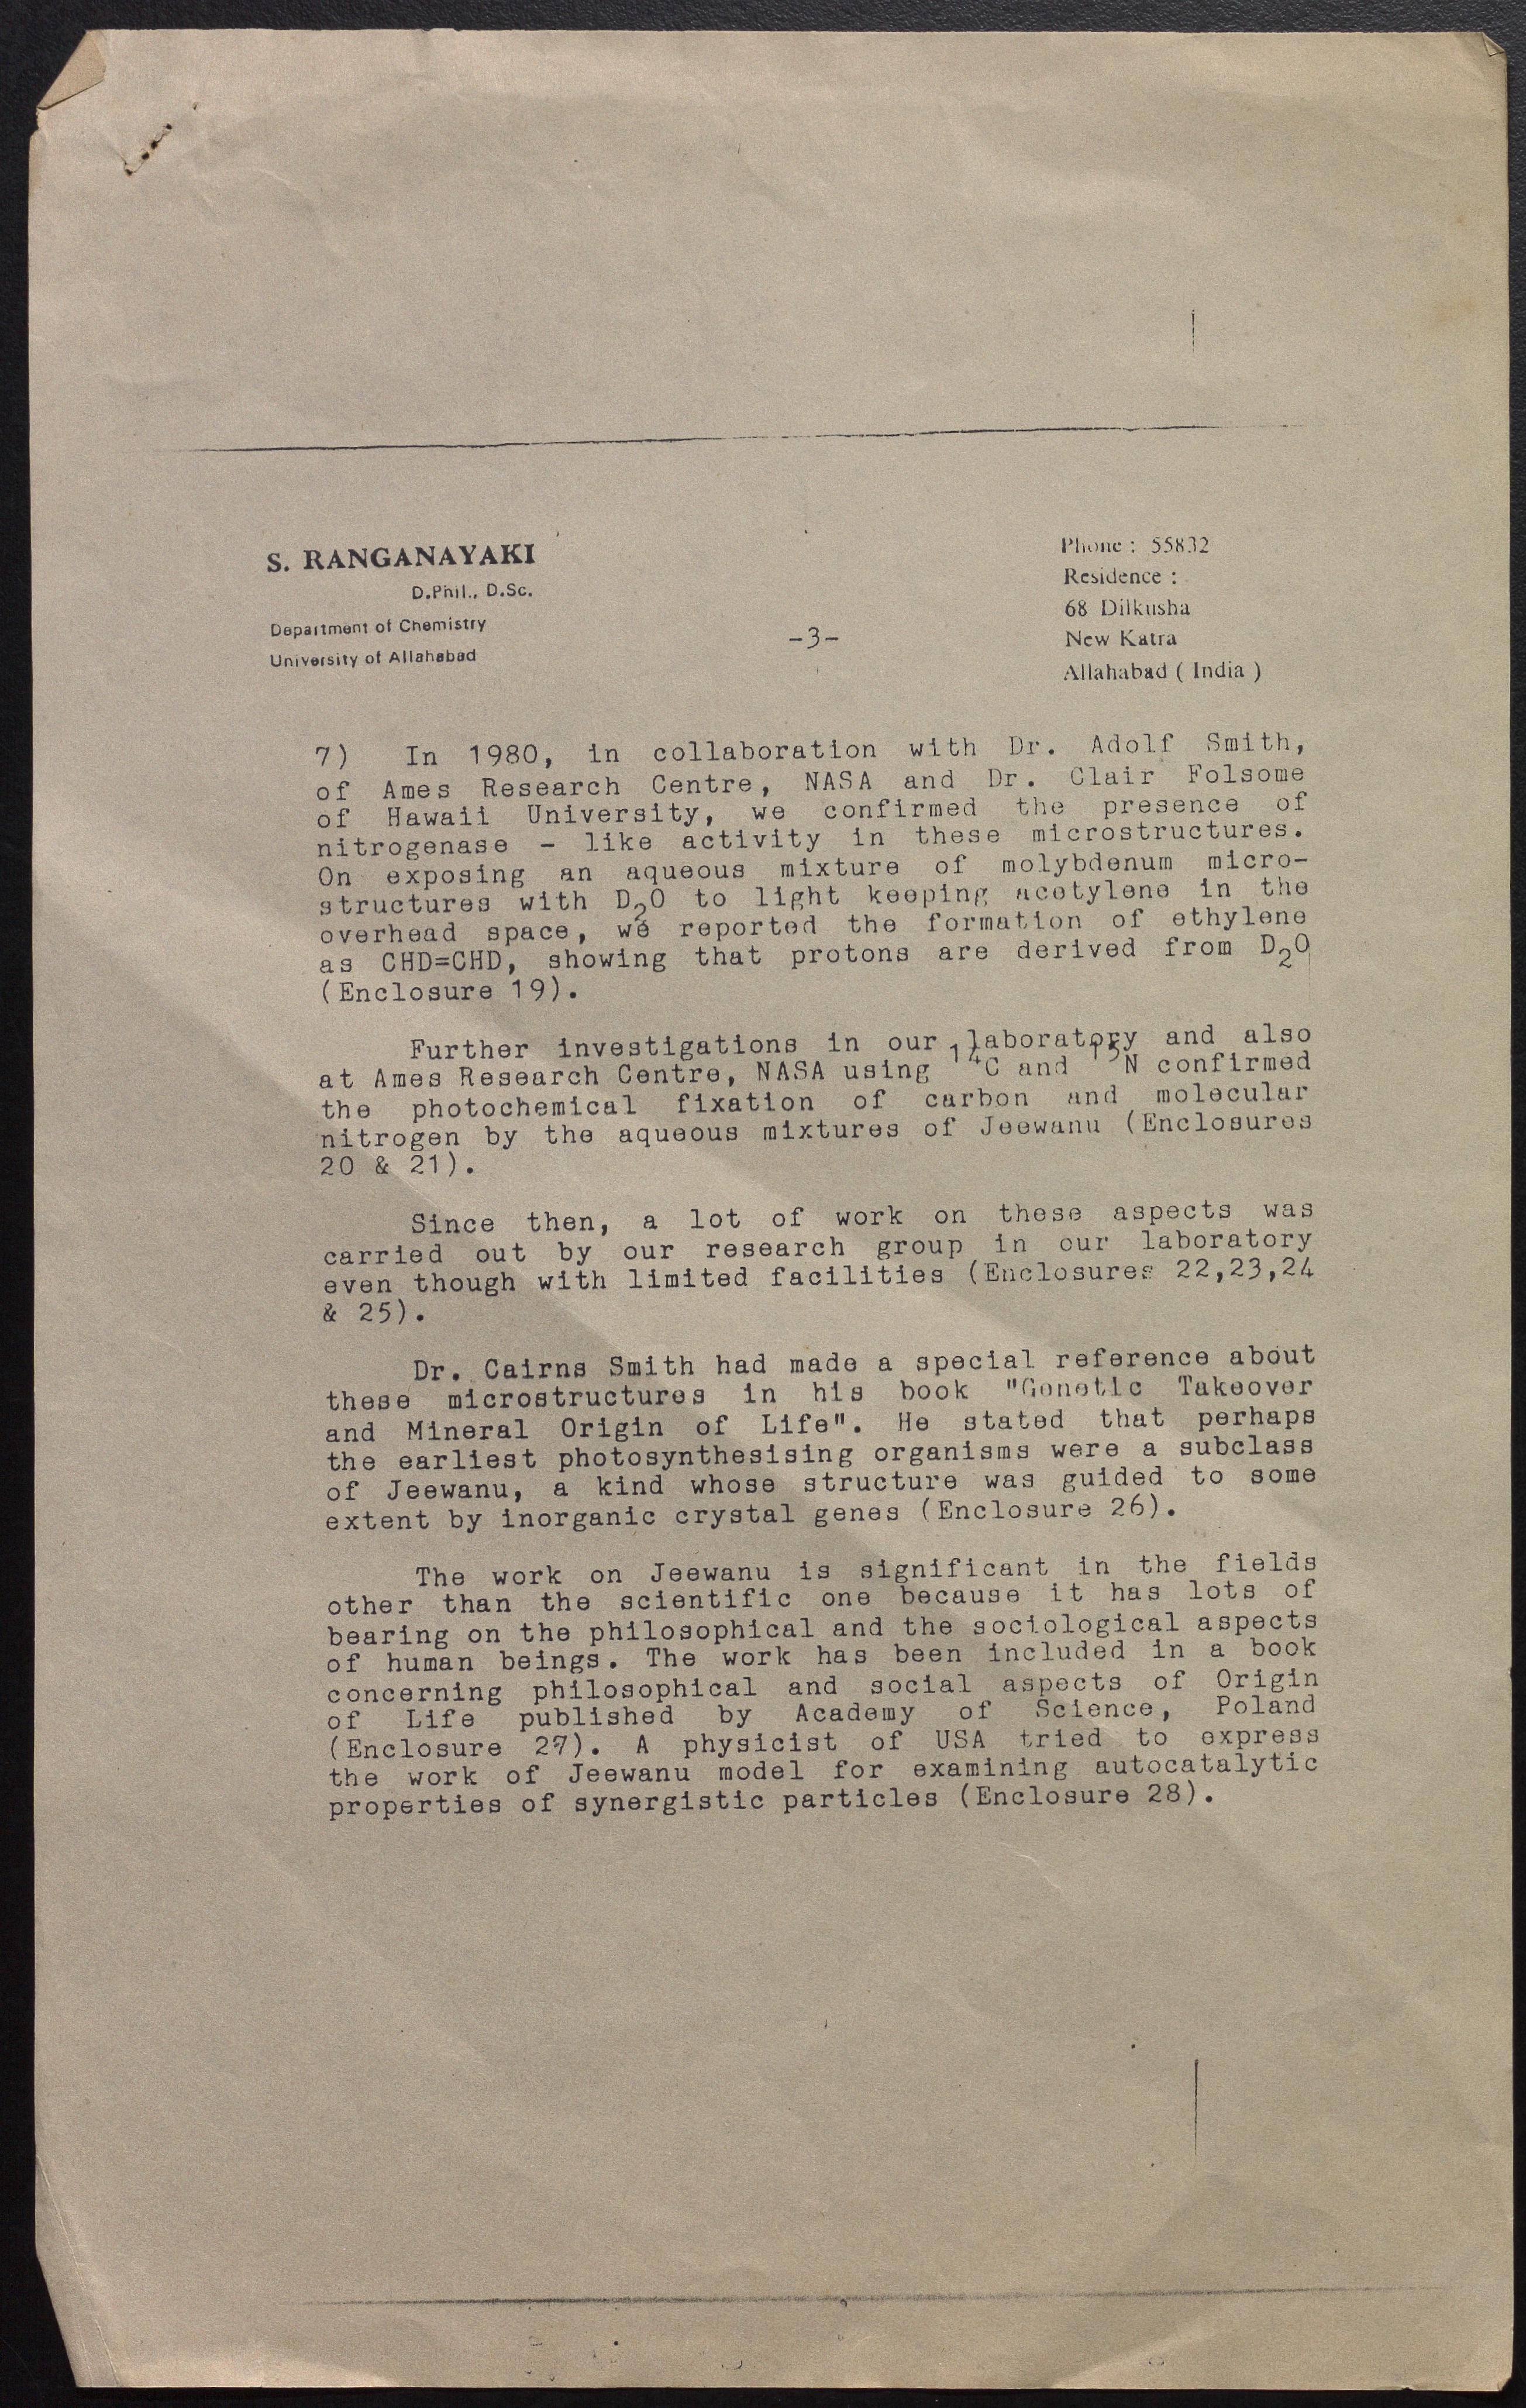 S. RANGANAYAKI
D.Phil., D.Sc.
Department of Chemistry
University of Allahabad
-3-
Phone : 55832
Residence :
68 Dilkusha
New Katra
Allahabad ( India )
7) In 1980, in collaboration with Dr. Adolf Smith,
of Ames Research Centre, NASA and Dr. Clair Folsome
of Hawaii University, we confirmed the presence of
nitrogenase - like activity in these microstructures.
On exposing an aqueous mixture of molybdenum micro-
structures with D₂O to light keeping acetylene in the
overhead space, we reported the formation of ethylene
as CHD=CHD, showing that protons are derived from D₂O
(Enclosure 19).
Further investigations in our laboratory and also
at Ames Research Centre, NASA using ¹⁴C and ¹⁵N confirmed
the photochemical fixation of carbon and molecular
nitrogen by the aqueous mixtures of Jeewanu (Enclosures
20 & 21).
Since then, a lot of work on these aspects was
carried out by our research group in our laboratory
even though with limited facilities (Enclosures 22,23,24
& 25).
Dr. Cairns Smith had made a special reference about
these microstructures in his book "Genetic Takeover
and Mineral Origin of Life". He stated that perhaps
the earliest photosynthesising organisms were a subclass
of Jeewanu, a kind whose structure was guided to some
extent by inorganic crystal genes (Enclosure 26).
The work on Jeewanu is significant in the fields
other than the scientific one because it has lots of
bearing on the philosophical and the sociological aspects
of human beings. The work has been included in a book
concerning philosophical and social aspects of Origin
of Life published by Academy of Science, Poland
(Enclosure 27). A physicist of USA tried to express
the work of Jeewanu model for examining autocatalytic
properties of synergistic particles (Enclosure 28).